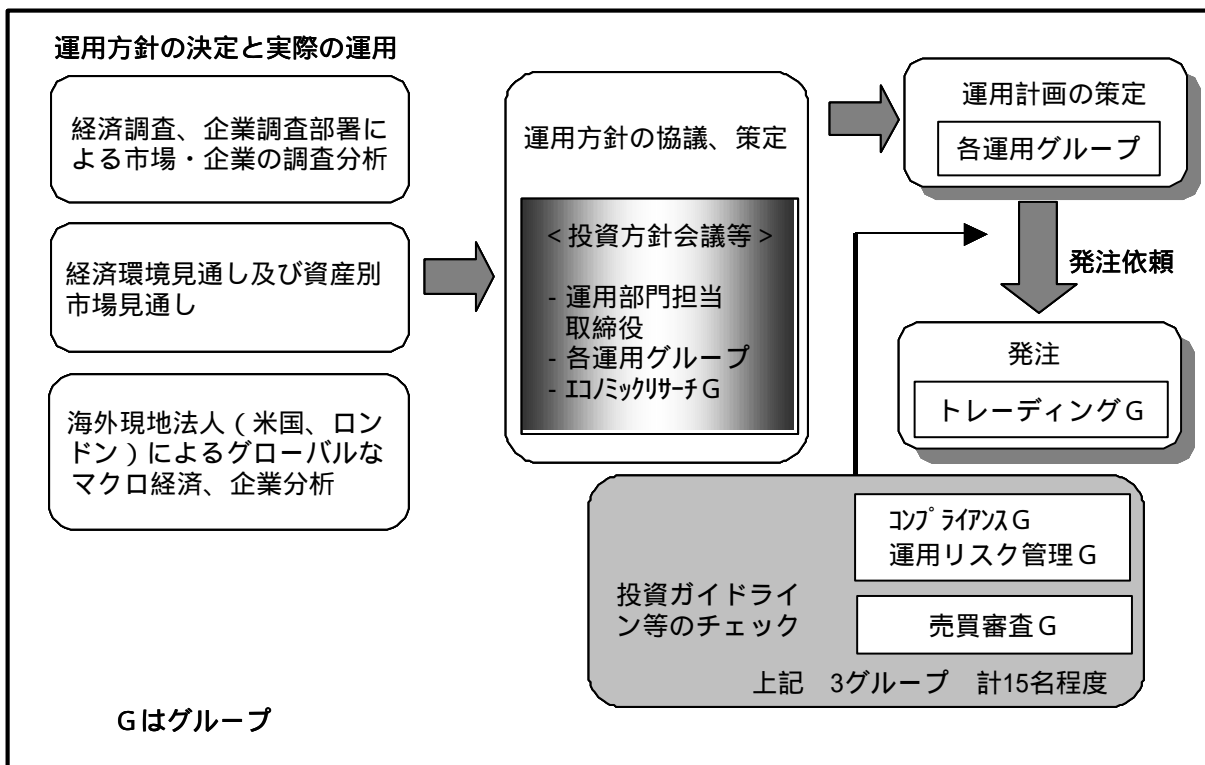 運用方針の決定と実際の運用
経済調査、企業調査部署に
よる市場・企業の調査分析
経済環境見通し及び資産別
市場見通し
海外現地法人(米国、ロン
ドン)によるグローバルな
マクロ経済、企業分析
運用方針の協議、策定
<投資方針会議等>
- 運用部門担当
取締役
- 各運用グループ
- エコノミックリサーチG
運用計画の策定
各運用グループ
発注依頼
発注
トレーディングG
投資ガイドライ
ン等のチェック
コンプライアンスG
運用リスク管理G
売買審査G
上記 3グループ 計15名程度
Gはグループ